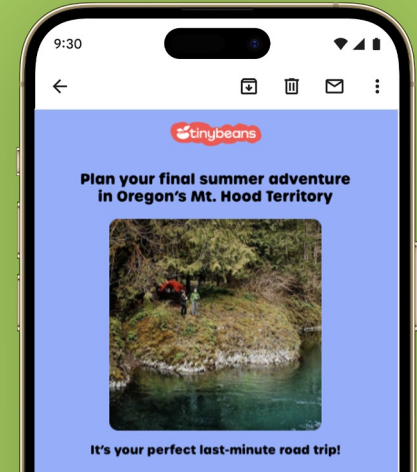 9:30
tinybeans
Plan your final summer adventure
in Oregon’s Mt. Hood Territory
It’s your perfect last-minute road trip!